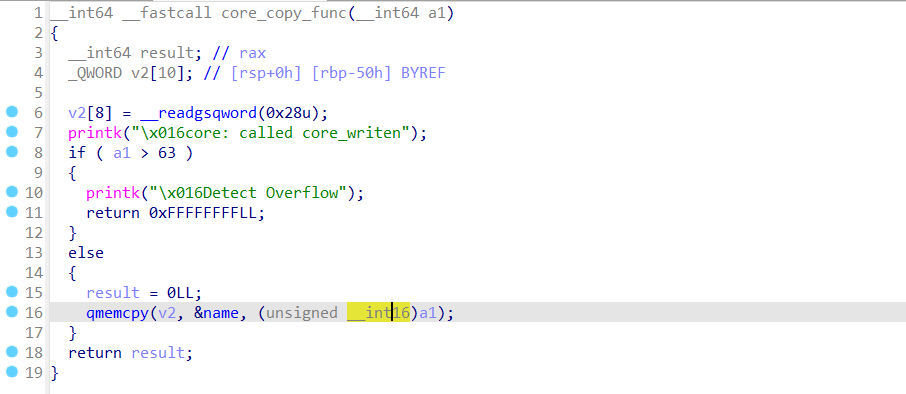 1 __int64 __fastcall core_copy_func(__int64 a1)
2 {
3 __int64 result; // rax
4 _QWORD v2[10]; // [rsp+0h] [rbp-50h] BYREF
5
6 v2[8] = __readgsqword(0x28u);
7 printk("\x016core: called core_writen");
8 if ( a1 > 63 )
9 {
10 printk("\x016Detect Overflow");
11 return 0xFFFFFFFFLL;
12 }
13 else
14 {
15 result = 0LL;
16 qmemcpy(v2, &name, (unsigned __int16)a1);
17 }
18 return result;
19 }